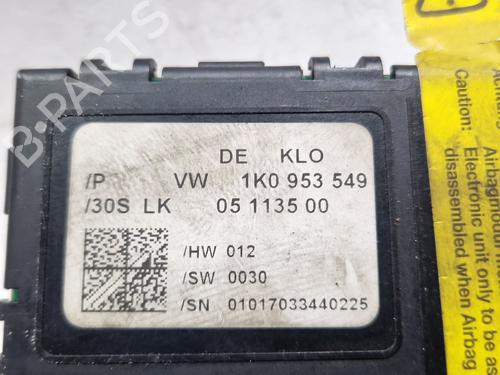 DE KLO
/P VW 1K0 953 549
/30S LK 05 1135 00
/HW 012
/SW 0030
/SN 01017033440225
B-PARTS
Caution:
Electronic unit only to be
disassembled when Airbag